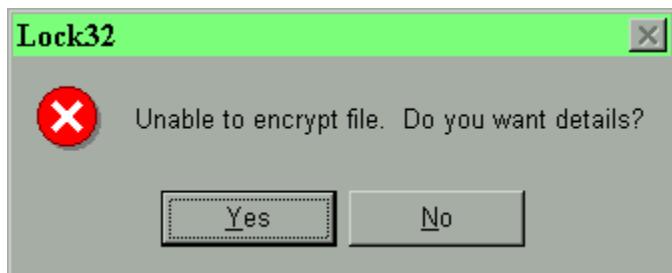 Lock32
Unable to encrypt file.  Do you want details?
Yes
No